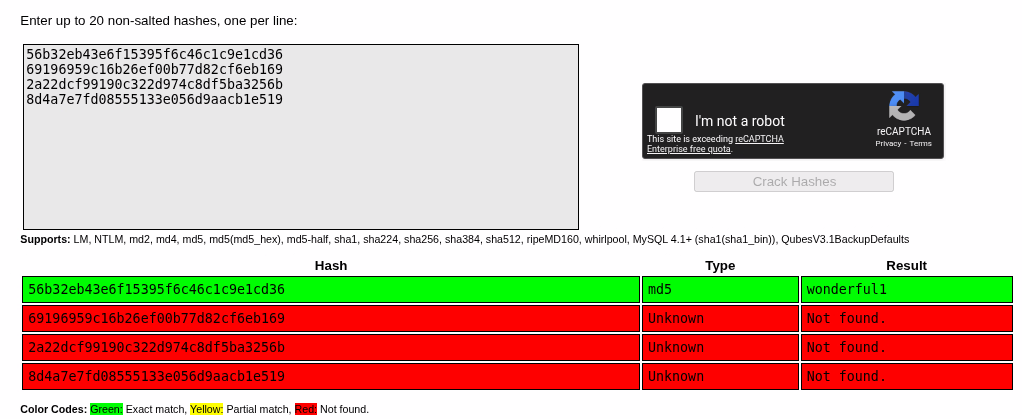 Enter up to 20 non-salted hashes, one per line:
56b32eb43e6f15395f6c46c1c9e1cd36
69196959c16b26ef00b77d82cf6eb169
2a22dcf99190c322d974c8df5ba3256b
8d4a7e7fd08555133e056d9aacb1e519
I'm not a robot
reCAPTCHA
Privacy - Terms
This site is exceeding reCAPTCHA
Enterprise free quota.
Crack Hashes
Supports: LM, NTLM, md2, md4, md5, md5(md5_hex), md5-half, sha1, sha224, sha256, sha384, sha512, ripeMD160, whirlpool, MySQL 4.1+ (sha1(sha1_bin)), QubesV3.1BackupDefaults
Hash Type Result
56b32eb43e6f15395f6c46c1c9e1cd36 md5 wonderful1
69196959c16b26ef00b77d82cf6eb169 Unknown Not found.
2a22dcf99190c322d974c8df5ba3256b Unknown Not found.
8d4a7e7fd08555133e056d9aacb1e519 Unknown Not found.
Color Codes: Green: Exact match, Yellow: Partial match, Red: Not found.